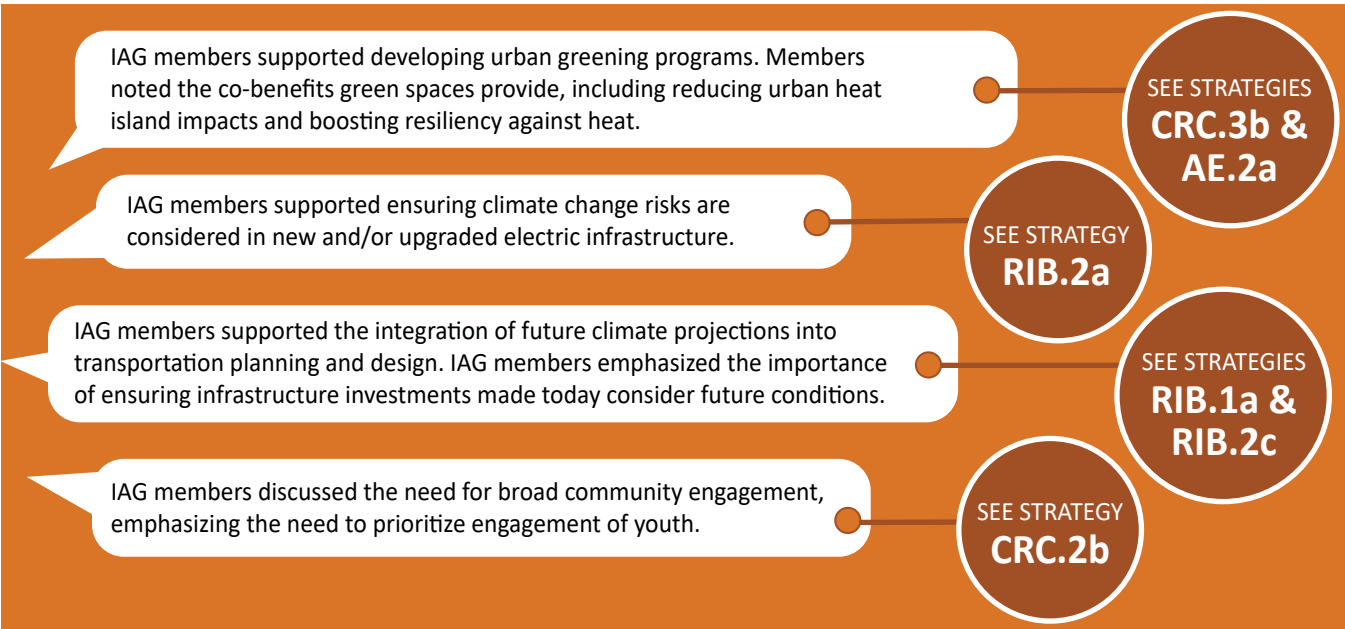 IAG members supported developing urban greening programs. Members
noted the co-benefits green spaces provide, including reducing urban heat
island impacts and boosting resiliency against heat.
SEE STRATEGIES
CRC.3b &
AE.2a
IAG members supported ensuring climate change risks are
considered in new and/or upgraded electric infrastructure.
SEE STRATEGY
RIB.2a
IAG members supported the integration of future climate projections into
transportation planning and design. IAG members emphasized the importance
of ensuring infrastructure investments made today consider future conditions.
SEE STRATEGIES
RIB.1a &
RIB.2c
IAG members discussed the need for broad community engagement,
emphasizing the need to prioritize engagement of youth.
SEE STRATEGY
CRC.2b